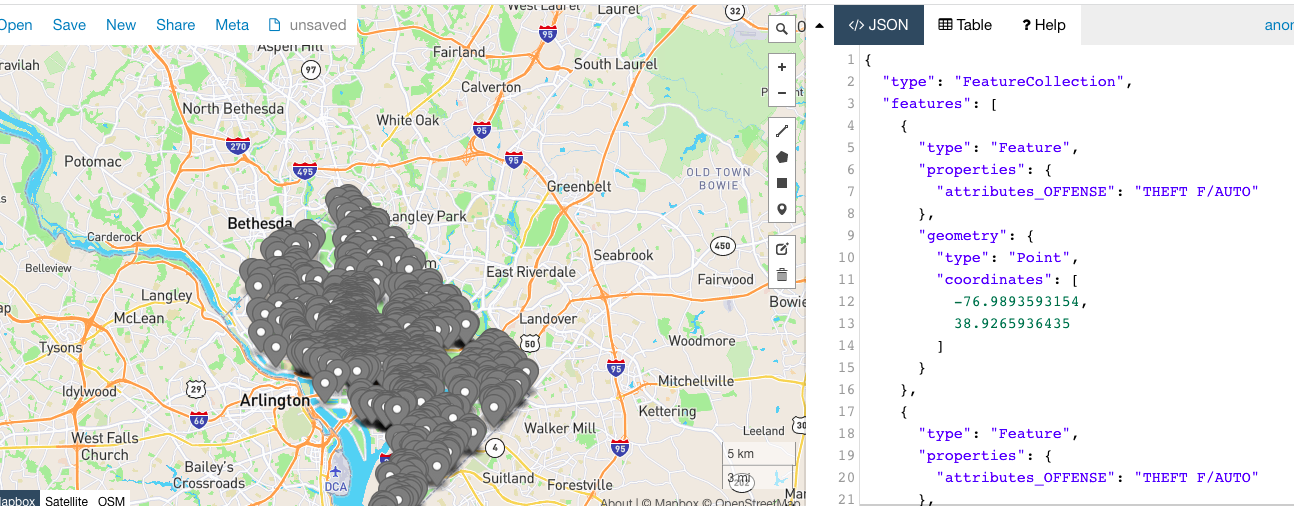 Open Save New Share Meta unsaved
JSON Table Help
West Laurel Laurel 32
95
Aspen Hill Fairland
97 South Laurel
Calverton
North Bethesda
White Oak
95
270
Potomac 495 95
OLD TOWN
BOWIE
Greenbelt
Bethesda Langley Park
Carderock
450
Seabrook
Belleview East Riverdale
Fairwood
Langley Bowie
McLean Landover
Woodmore
50
Tysons
Mitchellville
Idylwood 29
Arlington
Kettering
66
Walker Mill Leeland
West Falls
Church
4 95
5 km
Bailey's
Crossroads
DCA
Suitland 3 mi
Forestville 202
Mapbox Satellite OSM
About | © Mapbox © OpenStreetMap
1 {
2 "type": "FeatureCollection",
3 "features": [
4 {
5 "type": "Feature",
6 "properties": {
7 "attributes_OFFENSE": "THEFT F/AUTO"
8 },
9 "geometry": {
10 "type": "Point",
11 "coordinates": [
12 -76.9893593154,
13 38.9265936435
14 ]
15 }
16 },
17 {
18 "type": "Feature",
19 "properties": {
20 "attributes_OFFENSE": "THEFT F/AUTO"
21 },